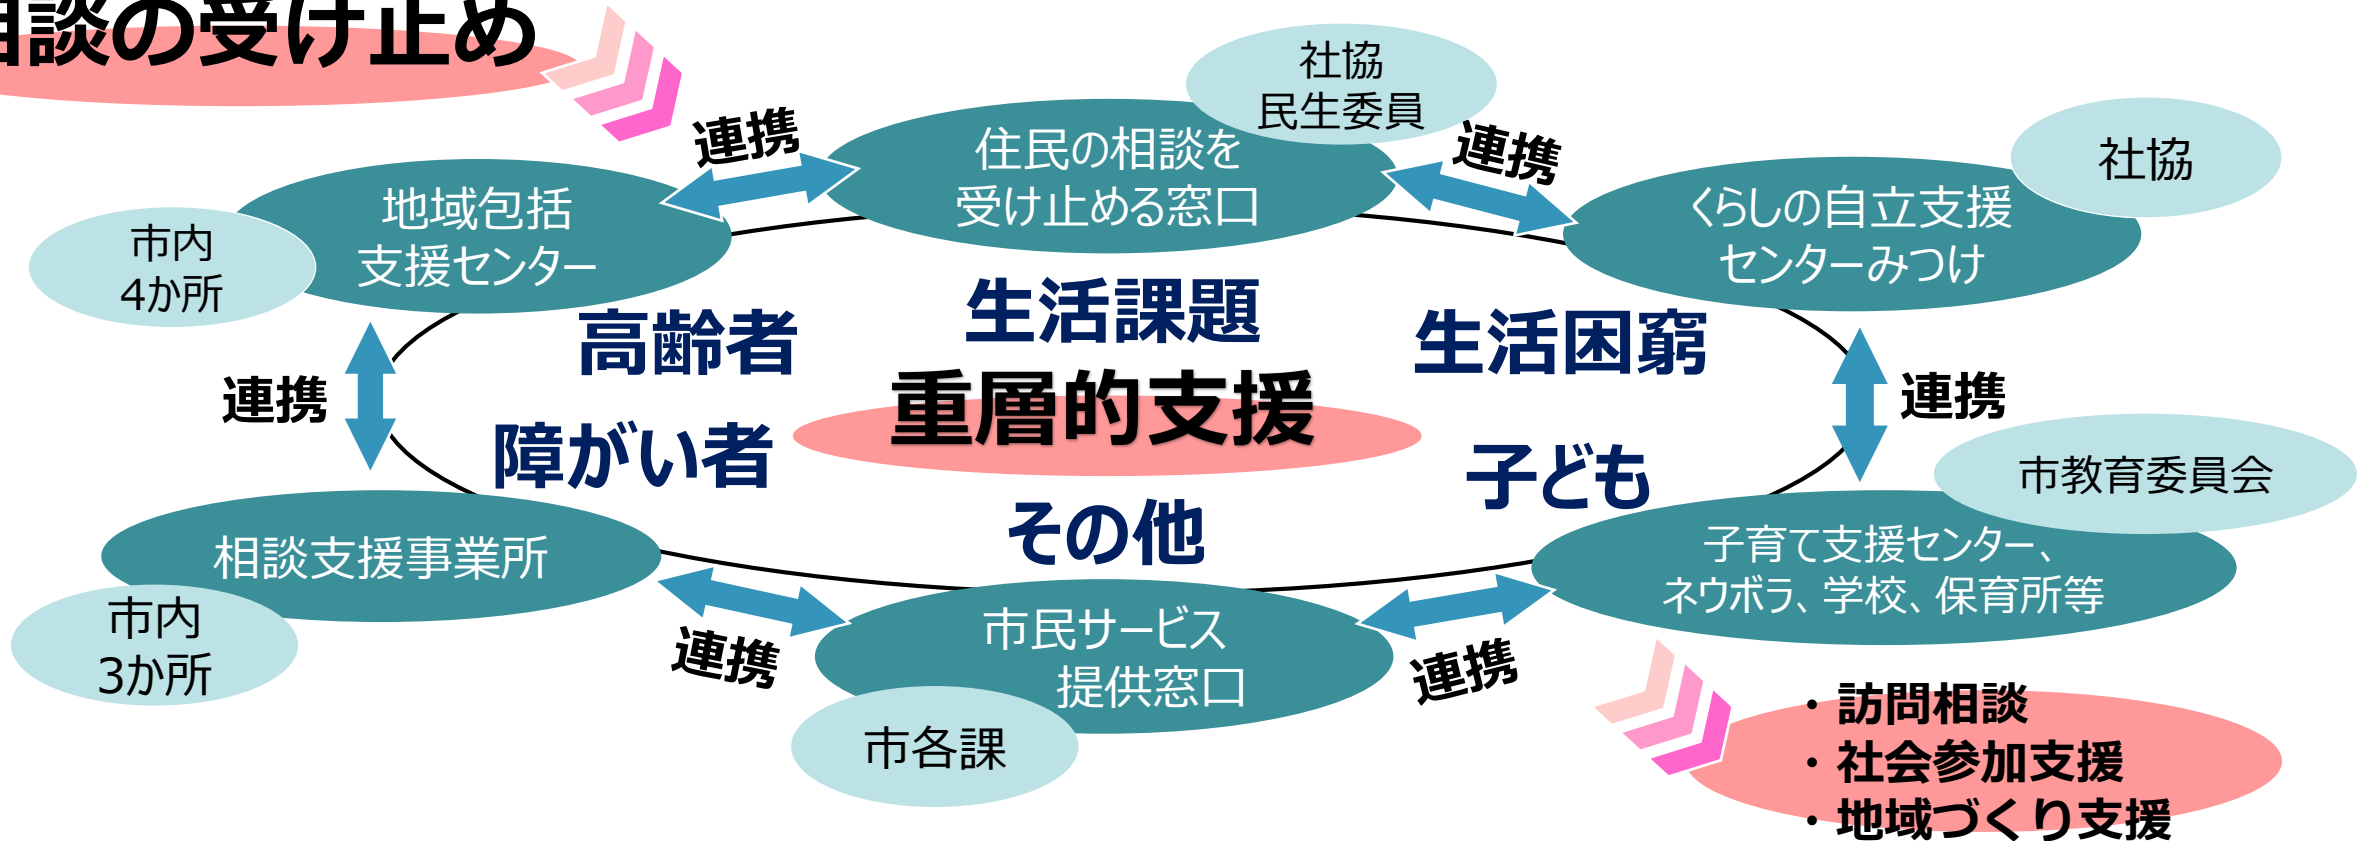 相談の受け止め
社協
民生委員
連携
住民の相談を
受け止める窓口
連携
社協
地域包括
支援センター
くらしの自立支援
センターみつけ
市内
4か所
高齢者
生活課題
生活困窮
連携
重層的支援
連携
障がい者
子ども
市教育委員会
その他
相談支援事業所
子育て支援センター、
ネウボラ、学校、保育所等
市内
3か所
連携
市民サービス
提供窓口
連携
市各課
・訪問相談
・社会参加支援
・地域づくり支援